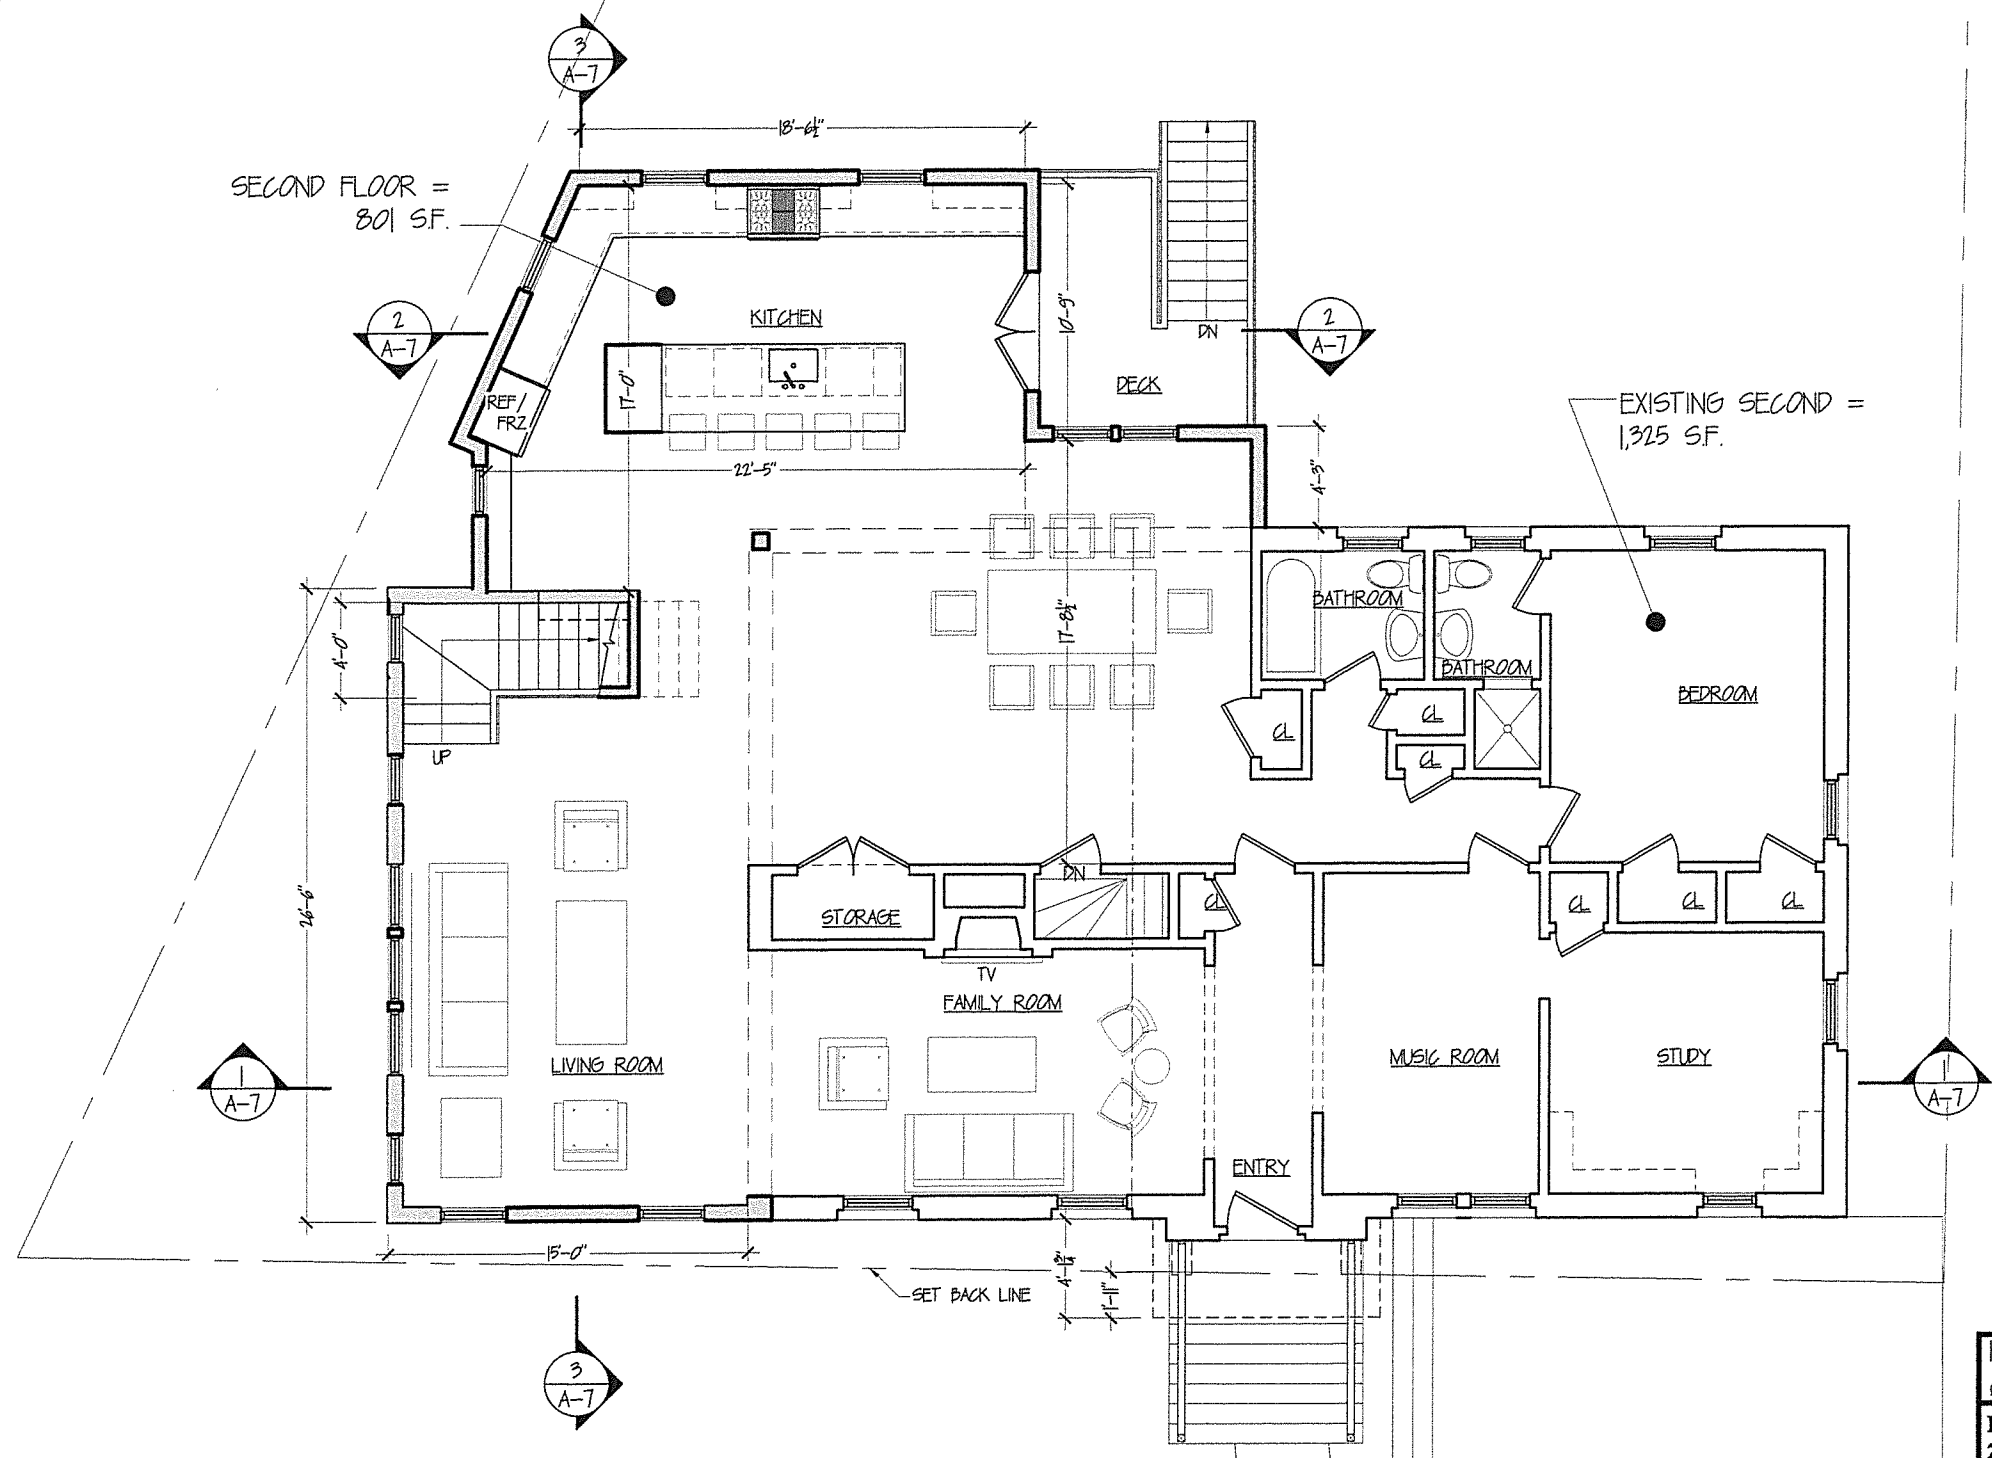 3
A-7
18'-6½"
SECOND FLOOR =
801 S.F.
DN
2
A-7
KITCHEN
10'-9"
2
A-7
17'-0"
DECK
REF/
FRZ
EXISTING SECOND =
1,325 S.F.
22'-5"
4'-3"
BATHROOM
17'-8½"
4'-0"
BATHROOM
BEDROOM
CL
CL
UP
CL
DN
26'-6"
STORAGE
CL
CL
CL
CL
TV
FAMILY ROOM
LIVING ROOM
MUSIC ROOM
STUDY
1
A-7
1
A-7
ENTRY
15'-0"
SET BACK LINE
1'-11"
3
A-7